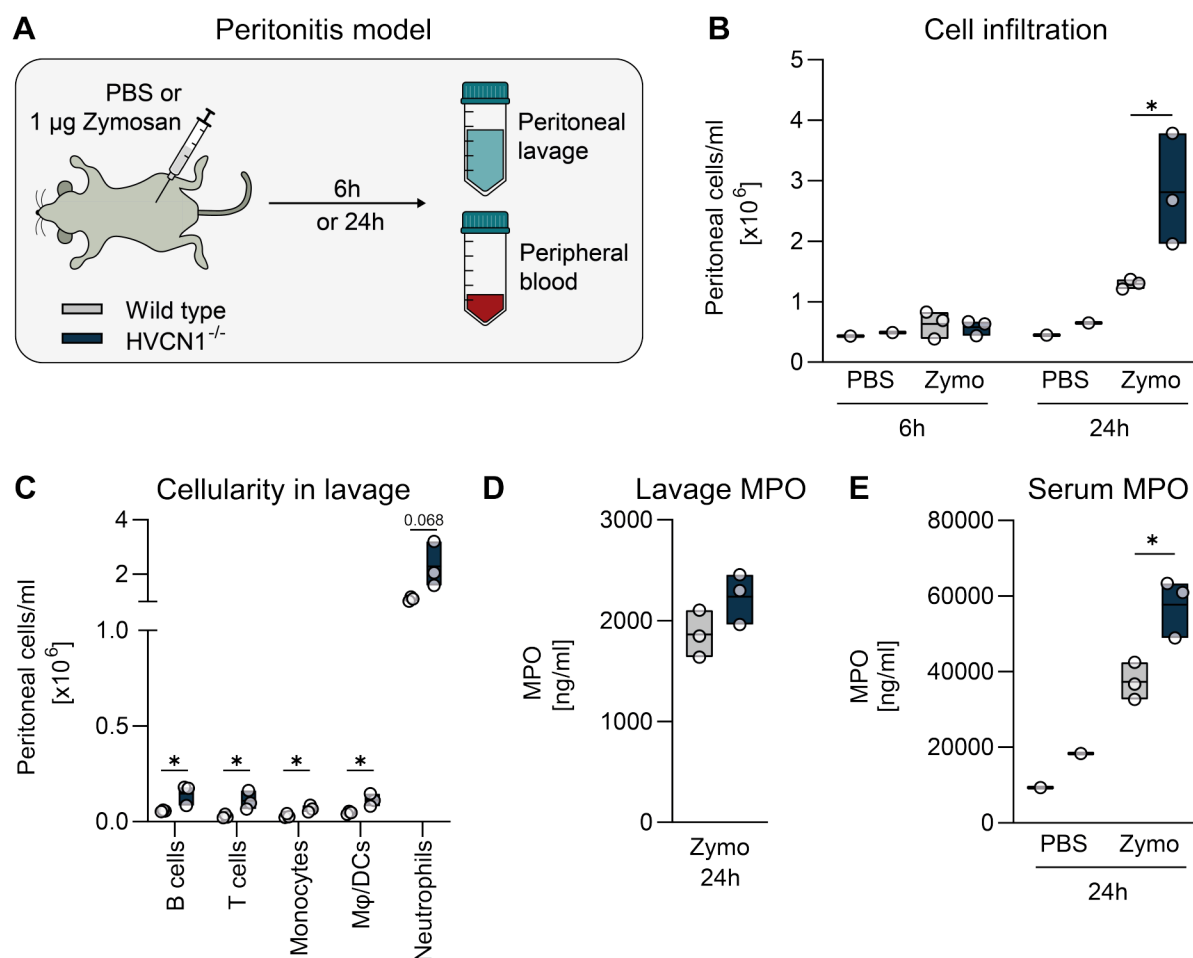 A
Peritonitis model
PBS or
1 µg Zymosan
6h
or 24h
Peritoneal
lavage
Peripheral
blood
Wild type
HVCN1-/-
B
Cell infiltration
Peritoneal cells/ml
[x10^6]
5
4
3
2
1
0
*
PBS
Zymo
PBS
Zymo
6h
24h
C
Cellularity in lavage
Peritoneal cells/ml
[x10^6]
4
2
1.0
0.5
0.0
*
*
*
*
0.068
B cells
T cells
Monocytes
Mφ/DCs
Neutrophils
D
Lavage MPO
MPO
[ng/ml]
3000
2000
1000
0
Zymo
24h
E
Serum MPO
MPO
[ng/ml]
80000
60000
40000
20000
0
*
PBS
Zymo
24h